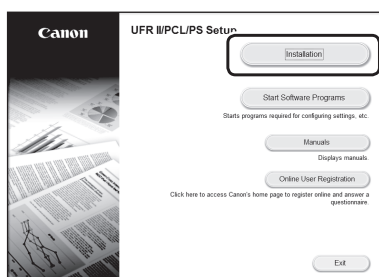 Canon
UFR II/PCL/PS Setup
Installation
Start Software Programs
Starts programs required for configuring settings, etc.
Manuals
Displays manuals.
Online User Registration
Click here to access Canon's home page to register online and answer a
questionnaire.
Exit